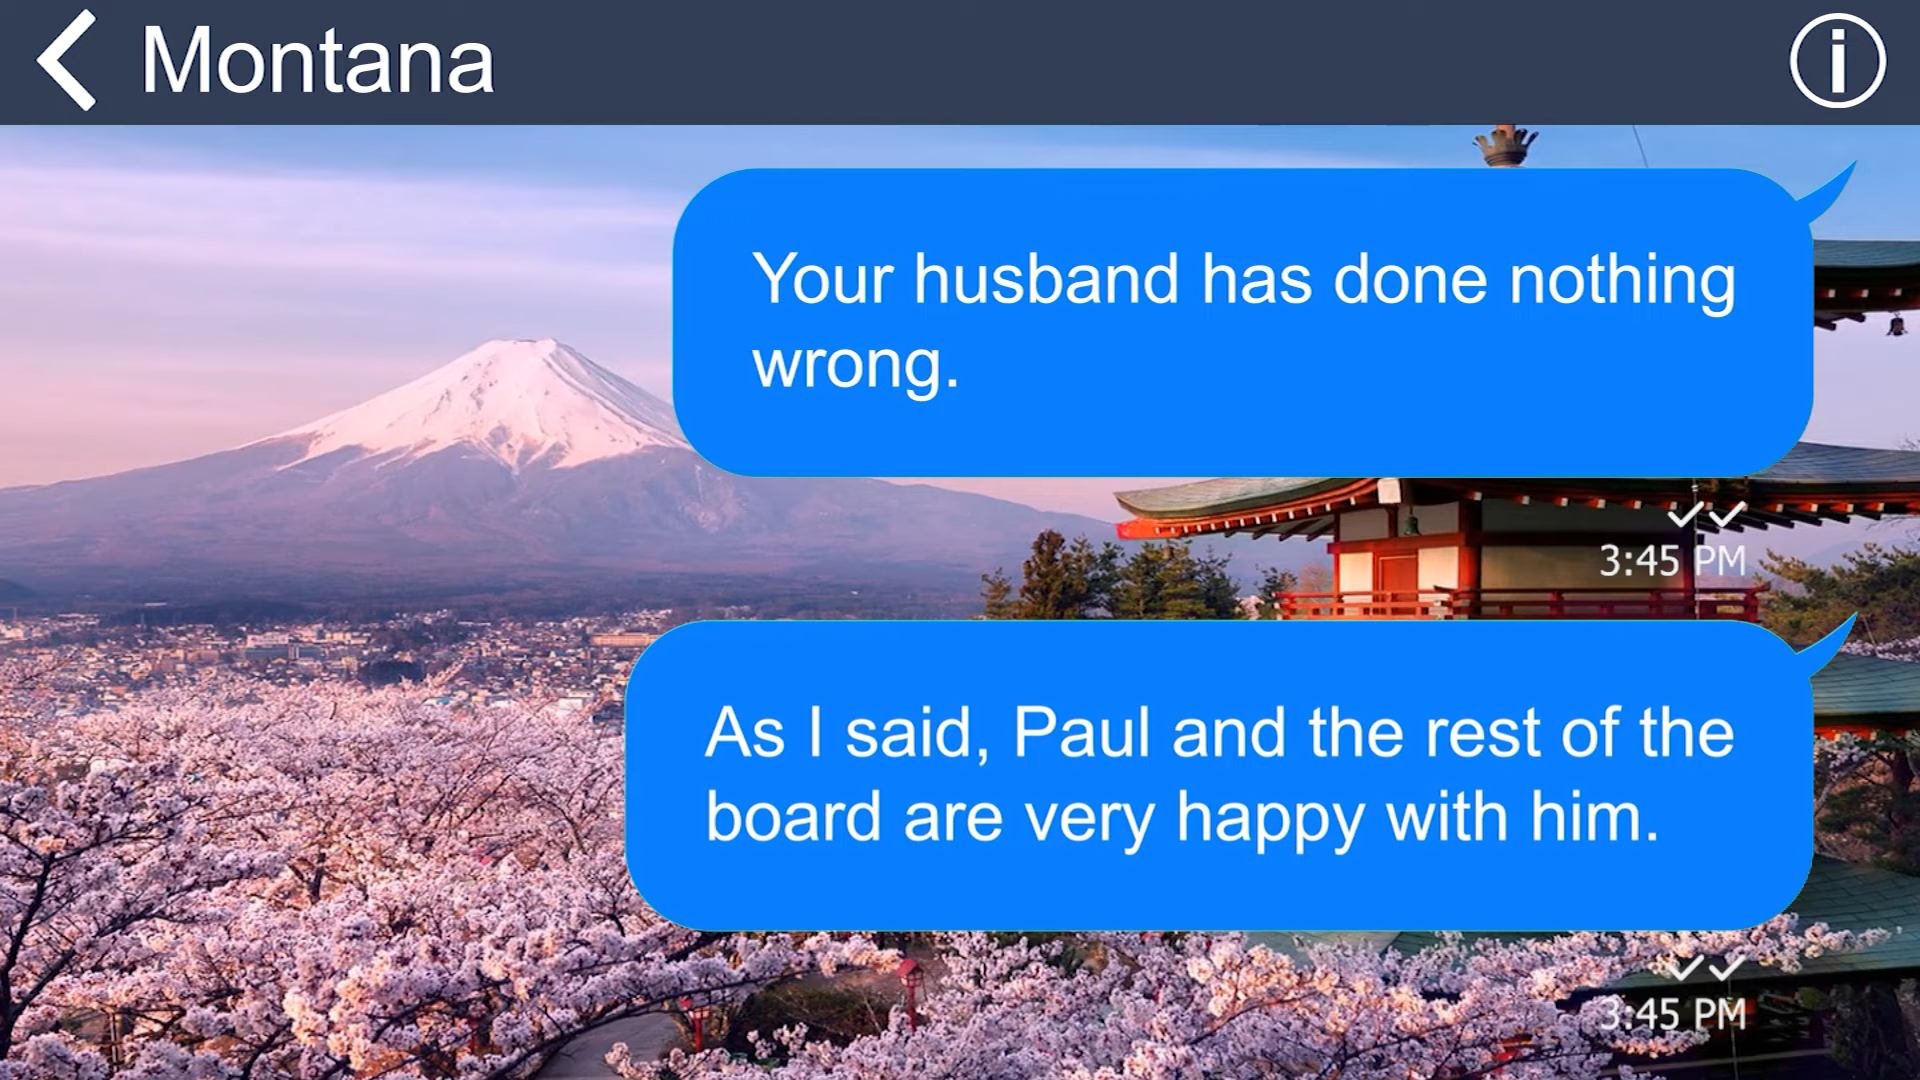 Montana
Your husband has done nothing
wrong.
3:45 PM
As I said, Paul and the rest of the
board are very happy with him.
3:45 PM